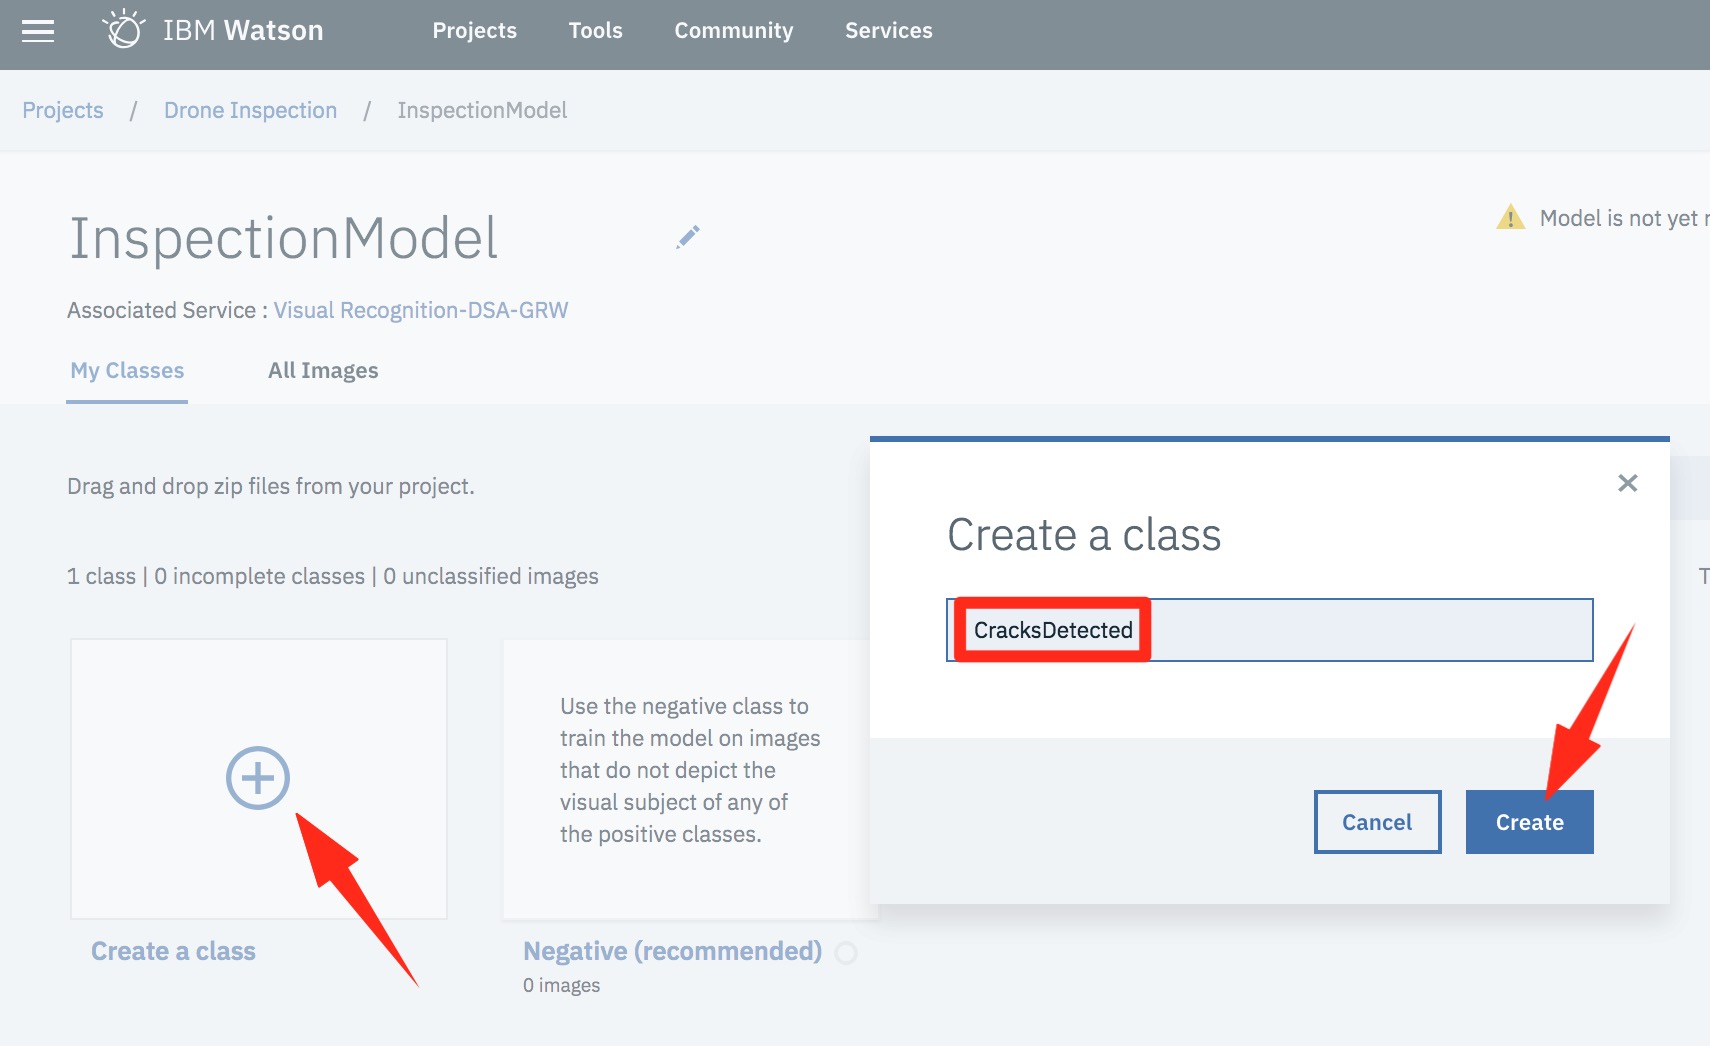 IBM Watson Projects Tools Community Services
Projects / Drone Inspection / InspectionModel
InspectionModel
Model is not yet
Associated Service : Visual Recognition-DSA-GRW
My Classes All Images
Drag and drop zip files from your project.
1 class | 0 incomplete classes | 0 unclassified images
Create a class
Use the negative class to
train the model on images
that do not depict the
visual subject of any of
the positive classes.
Negative (recommended)
0 images
Create a class
CracksDetected
Cancel Create